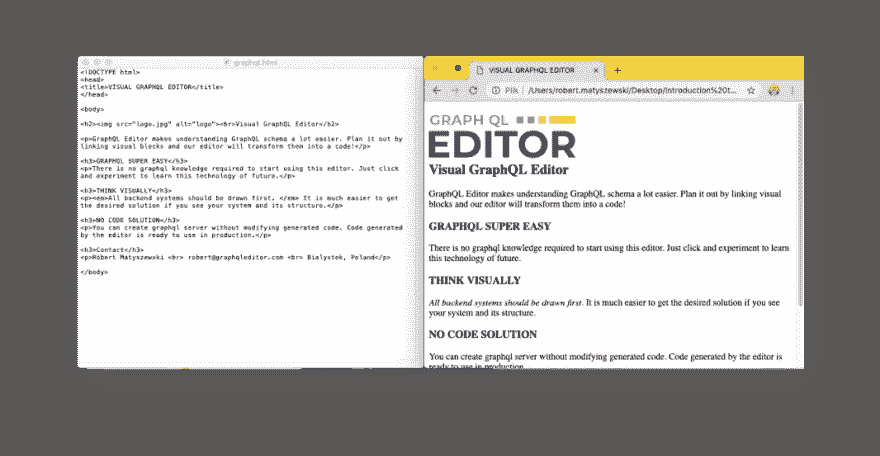 graphql.html
<!DOCTYPE html>
<head>
<title>VISUAL GRAPHQL EDITOR</title>
</head>
<body>
<h2><img src="logo.jpg" alt="logo"><br>Visual GraphQL Editor</h2>
<p>GraphQL Editor makes understanding GraphQL schema a lot easier. Plan it out by
linking visual blocks and our editor will transform them into a code!</p>
<h3>GRAPHQL SUPER EASY</h3>
<p>There is no graphql knowledge required to start using this editor. Just click
and experiment to learn this technology of future.</p>
<h3>THINK VISUALLY</h3>
<p><em>All backend systems should be drawn first. </em> It is much easier to get
the desired solution if you see your system and its structure.</p>
<h3>NO CODE SOLUTION</h3>
<p>You can create graphql server without modifying generated code. Code generated
by the editor is ready to use in production.</p>
<h3>Contact</h3>
<p>Robert Matyszewski <br> robert@graphqleditor.com <br> Bialystok, Poland</p>
</body>
VISUAL GRAPHQL EDITOR
Plik
/Users/robert.matyszewski/Desktop/Introduction%20t...
GRAPH QL
EDITOR
Visual GraphQL Editor
GraphQL Editor makes understanding GraphQL schema a lot easier. Plan it out by linking visual
blocks and our editor will transform them into a code!
GRAPHQL SUPER EASY
There is no graphql knowledge required to start using this editor. Just click and experiment to learn
this technology of future.
THINK VISUALLY
All backend systems should be drawn first. It is much easier to get the desired solution if you see
your system and its structure.
NO CODE SOLUTION
You can create graphql server without modifying generated code. Code generated by the editor is
ready to use in production.